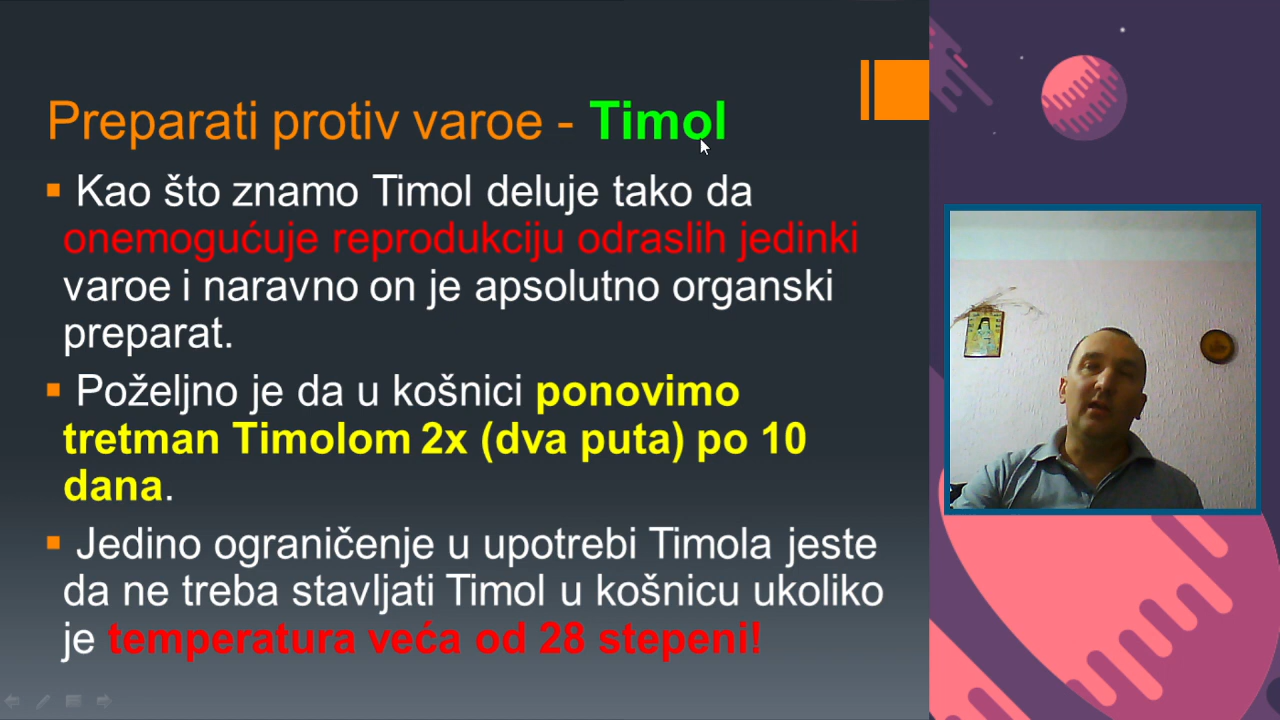 Preparati protiv varoe - Timol
Kao što znamo Timol deluje tako da
onemogućuje reprodukciju odraslih jedinki
varoe i naravno on je apsolutno organski
preparat.
Poželjno je da u košnici ponovimo
tretman Timolom 2x (dva puta) po 10
dana.
Jedino ograničenje u upotrebi Timola jeste
da ne treba stavljati Timol u košnicu ukoliko
je temperatura veća od 28 stepeni!